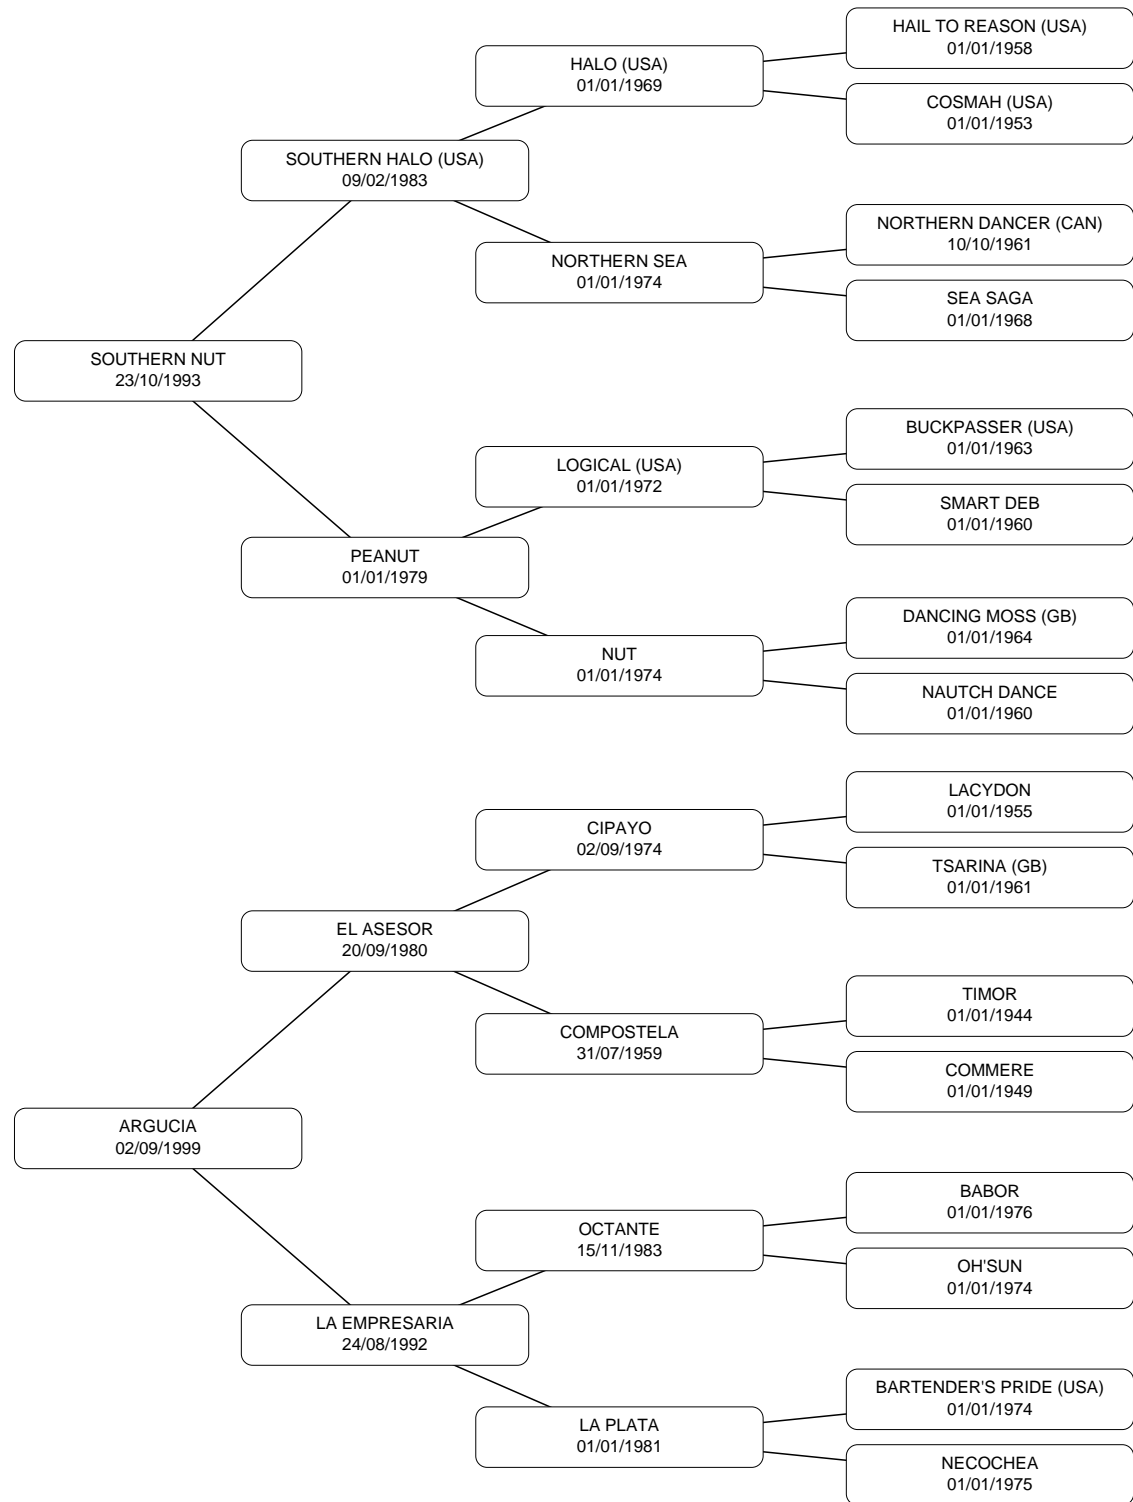 HAIL TO REASON (USA)
01/01/1958
HALO (USA)
01/01/1969
COSMAH (USA)
01/01/1953
SOUTHERN HALO (USA)
09/02/1983
NORTHERN DANCER (CAN)
10/10/1961
NORTHERN SEA
01/01/1974
SEA SAGA
01/01/1968
SOUTHERN NUT
23/10/1993
BUCKPASSER (USA)
01/01/1963
LOGICAL (USA)
01/01/1972
SMART DEB
01/01/1960
PEANUT
01/01/1979
DANCING MOSS (GB)
01/01/1964
NUT
01/01/1974
NAUTCH DANCE
01/01/1960
LACYDON
01/01/1955
CIPAYO
02/09/1974
TSARINA (GB)
01/01/1961
EL ASESOR
20/09/1980
TIMOR
01/01/1944
COMPOSTELA
31/07/1959
COMMERE
01/01/1949
ARGUCIA
02/09/1999
BABOR
01/01/1976
OCTANTE
15/11/1983
OH'SUN
01/01/1974
LA EMPRESARIA
24/08/1992
BARTENDER'S PRIDE (USA)
01/01/1974
LA PLATA
01/01/1981
NECOCHEA
01/01/1975